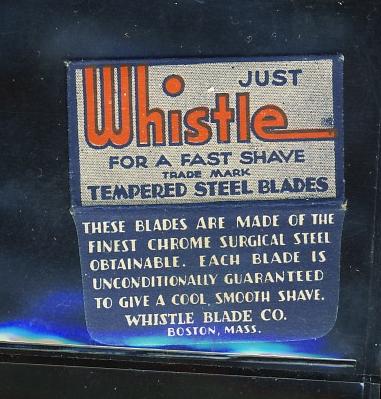 JUST
Whistle
FOR A FAST SHAVE
TRADE MARK
TEMPERED STEEL BLADES
THESE BLADES ARE MADE OF THE
FINEST CHROME SURGICAL STEEL
OBTAINABLE. EACH BLADE IS
UNCONDITIONALLY GUARANTEED
TO GIVE A COOL, SMOOTH SHAVE.
WHISTLE BLADE CO.
BOSTON, MASS.